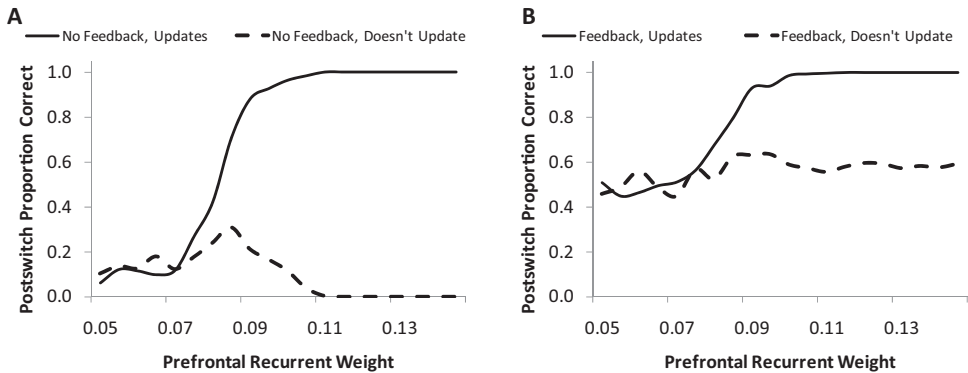 A
No Feedback, Updates No Feedback, Doesn't Update
Postswitch Proportion Correct
1.0
0.8
0.6
0.4
0.2
0.0
0.05 0.07 0.09 0.11 0.13
Prefrontal Recurrent Weight
B
Feedback, Updates Feedback, Doesn't Update
Postswitch Proportion Correct
1.0
0.8
0.6
0.4
0.2
0.0
0.05 0.07 0.09 0.11 0.13
Prefrontal Recurrent Weight